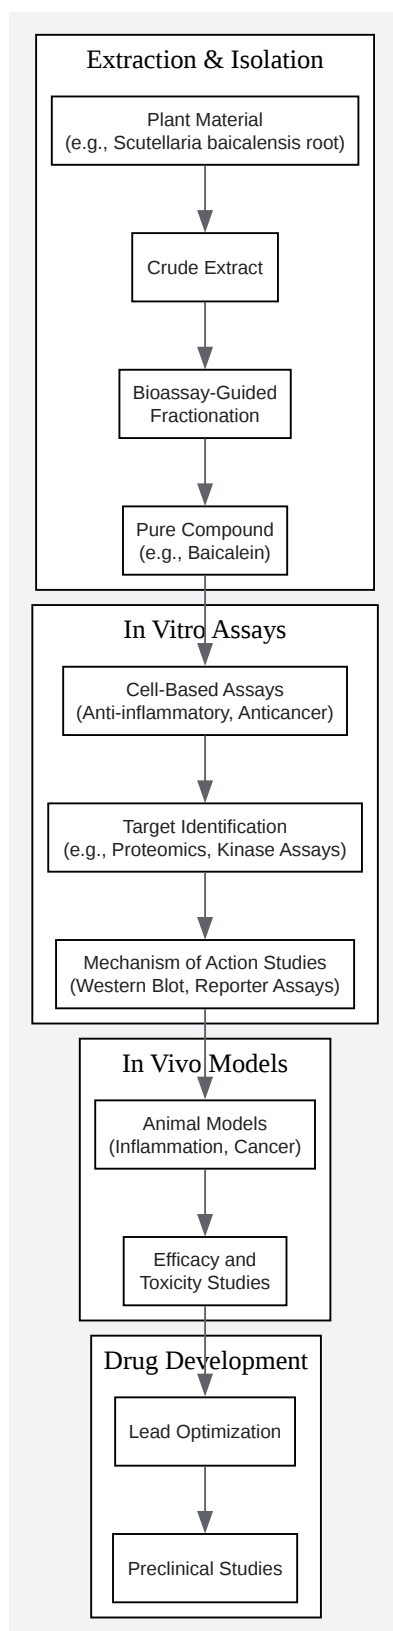 Extraction & Isolation
Plant Material
(e.g., Scutellaria baicalensis root)
Crude Extract
Bioassay-Guided
Fractionation
Pure Compound
(e.g., Baicalein)
In Vitro Assays
Cell-Based Assays
(Anti-inflammatory, Anticancer)
Target Identification
(e.g., Proteomics, Kinase Assays)
Mechanism of Action Studies
(Western Blot, Reporter Assays)
In Vivo Models
Animal Models
(Inflammation, Cancer)
Efficacy and
Toxicity Studies
Drug Development
Lead Optimization
Preclinical Studies